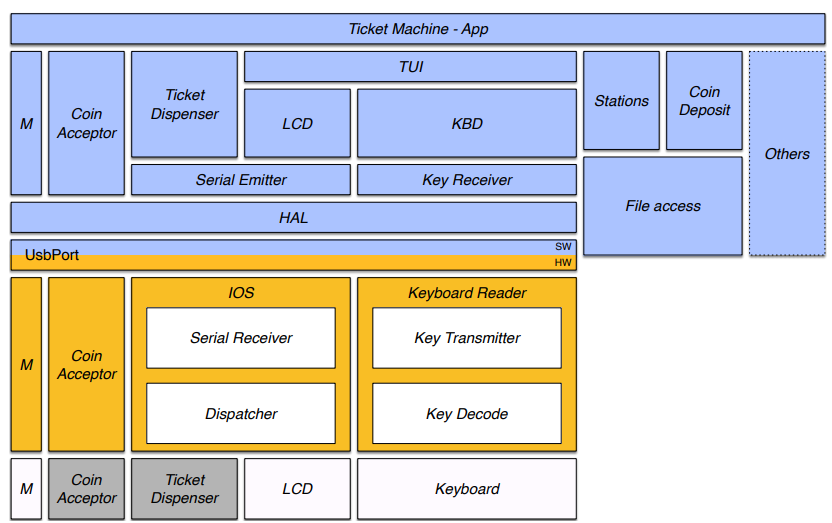 Ticket Machine - App
M
Coin
Acceptor
Ticket
Dispenser
TUI
LCD
KBD
Stations
Coin
Deposit
Others
Serial Emitter
Key Receiver
File access
HAL
UsbPort
SW
HW
M
Coin
Acceptor
IOS
Serial Receiver
Dispatcher
Keyboard Reader
Key Transmitter
Key Decode
M
Coin
Acceptor
Ticket
Dispenser
LCD
Keyboard